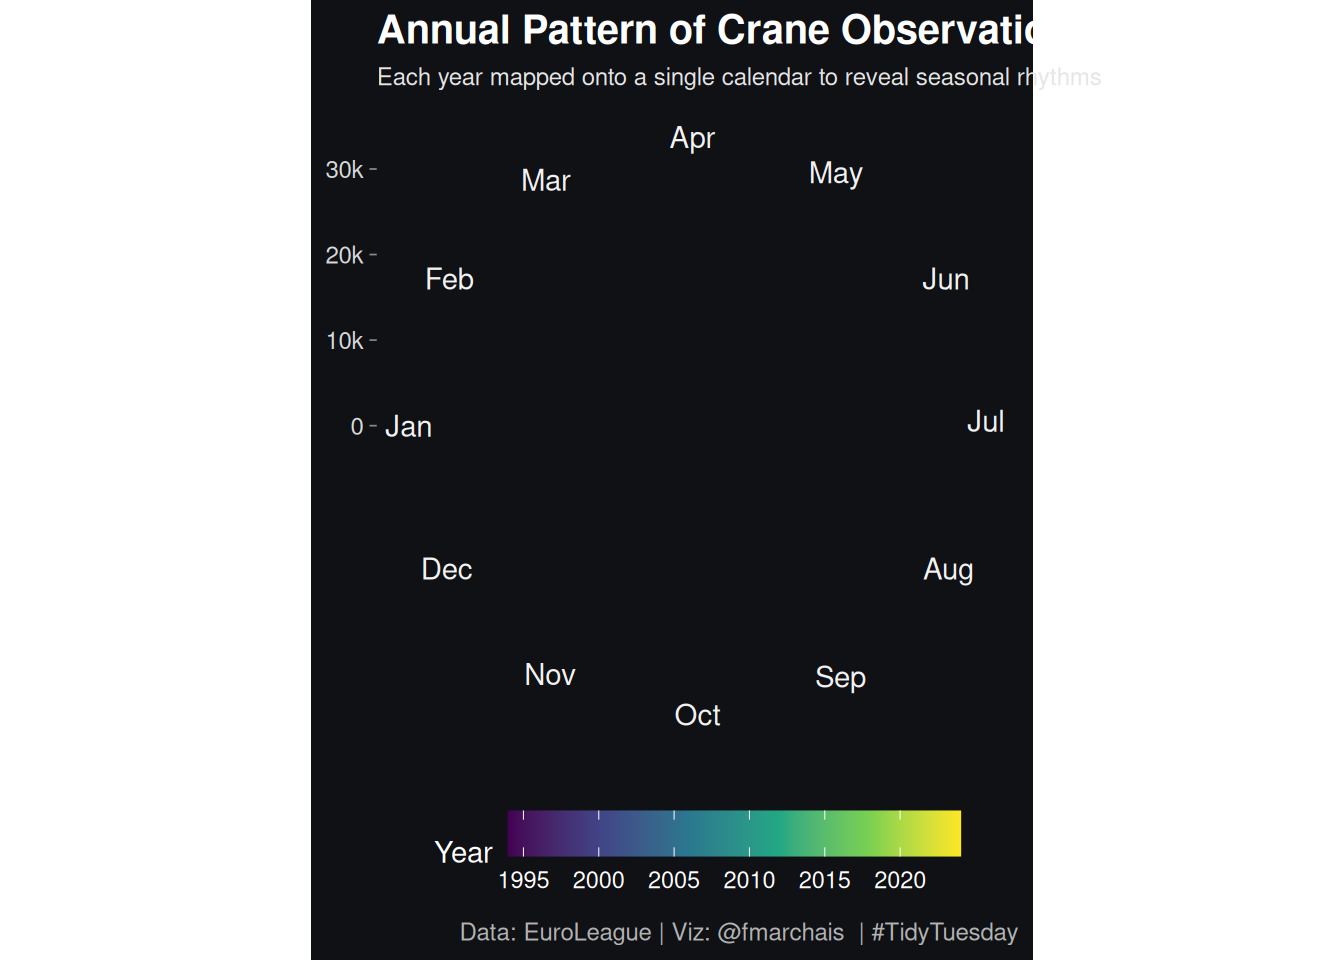 Annual Pattern of Crane Observatio
Each year mapped onto a single calendar to reveal seasonal rhythms
Apr
May
Mar
30k
20k
Feb
Jun
10k
0
Jan
Jul
Dec
Aug
Nov
Sep
Oct
Year
1995 2000 2005 2010 2015 2020
Data: EuroLeague | Viz: @fmarchais | #TidyTuesday